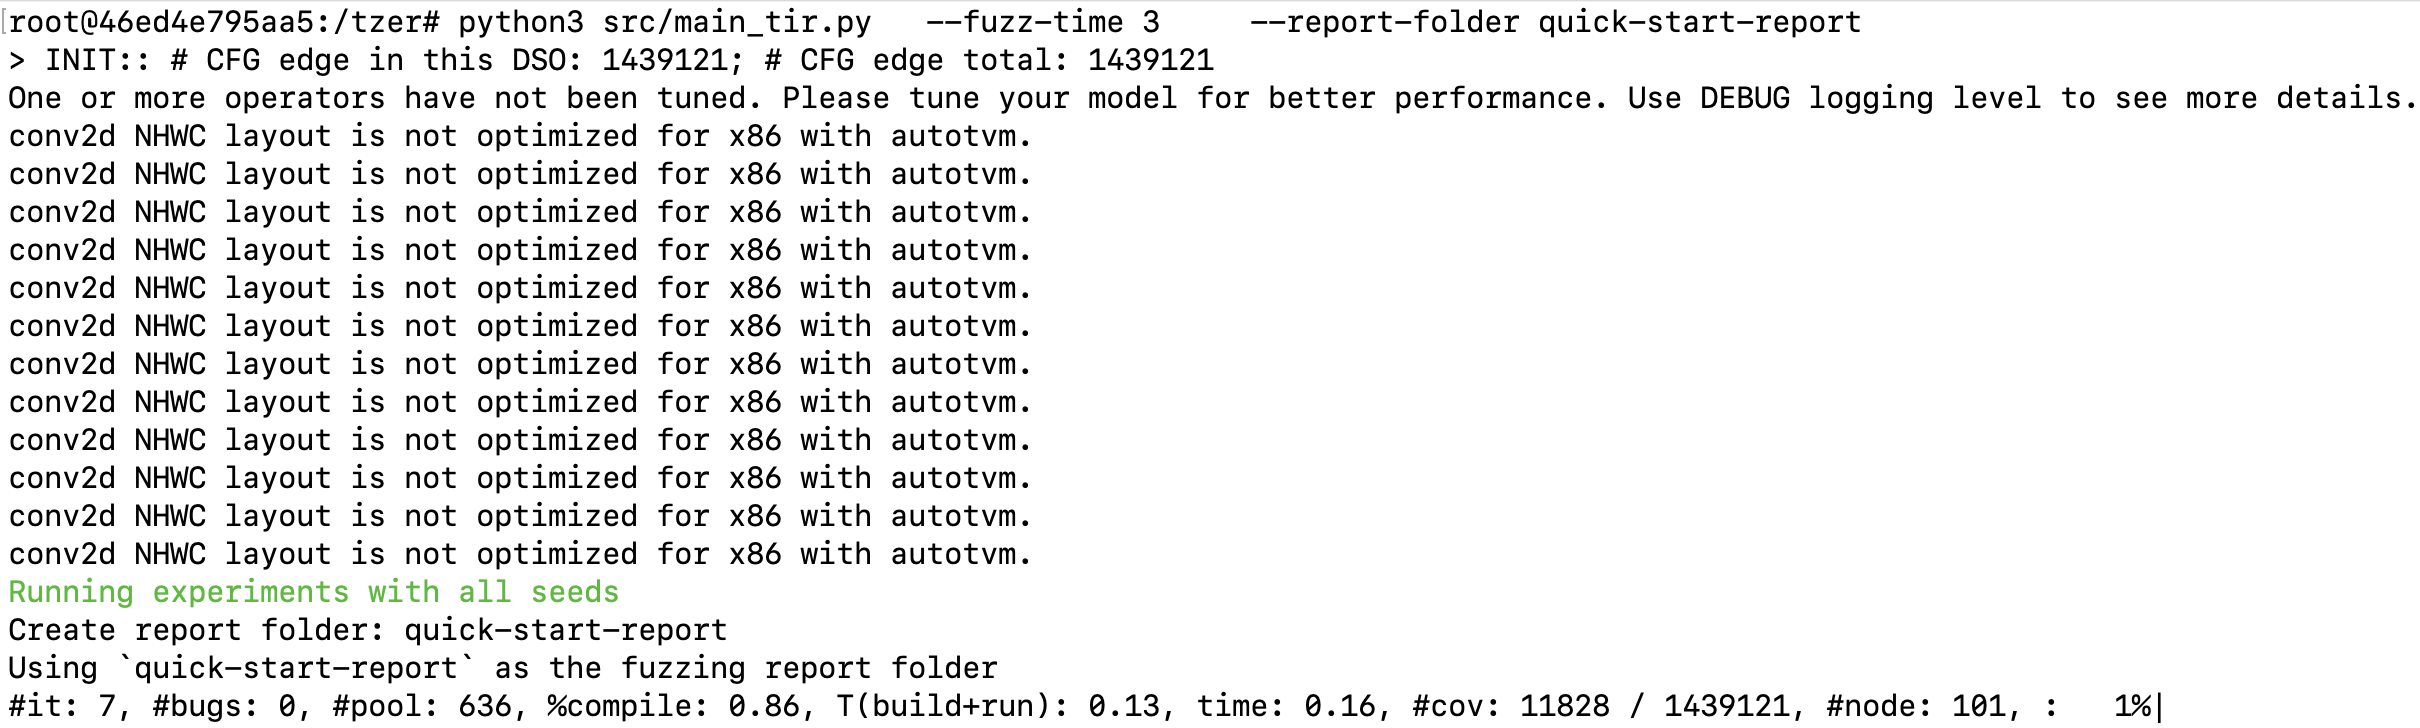 [root@46ed4e795aa5:/tzer# python3 src/main_tir.py   --fuzz-time 3     --report-folder quick-start-report
> INIT:: # CFG edge in this DSO: 1439121; # CFG edge total: 1439121
One or more operators have not been tuned. Please tune your model for better performance. Use DEBUG logging level to see more details.
conv2d NHWC layout is not optimized for x86 with autotvm.
conv2d NHWC layout is not optimized for x86 with autotvm.
conv2d NHWC layout is not optimized for x86 with autotvm.
conv2d NHWC layout is not optimized for x86 with autotvm.
conv2d NHWC layout is not optimized for x86 with autotvm.
conv2d NHWC layout is not optimized for x86 with autotvm.
conv2d NHWC layout is not optimized for x86 with autotvm.
conv2d NHWC layout is not optimized for x86 with autotvm.
conv2d NHWC layout is not optimized for x86 with autotvm.
conv2d NHWC layout is not optimized for x86 with autotvm.
conv2d NHWC layout is not optimized for x86 with autotvm.
conv2d NHWC layout is not optimized for x86 with autotvm.
Running experiments with all seeds
Create report folder: quick-start-report
Using `quick-start-report` as the fuzzing report folder
#it: 7, #bugs: 0, #pool: 636, %compile: 0.86, T(build+run): 0.13, time: 0.16, #cov: 11828 / 1439121, #node: 101, :   1%|